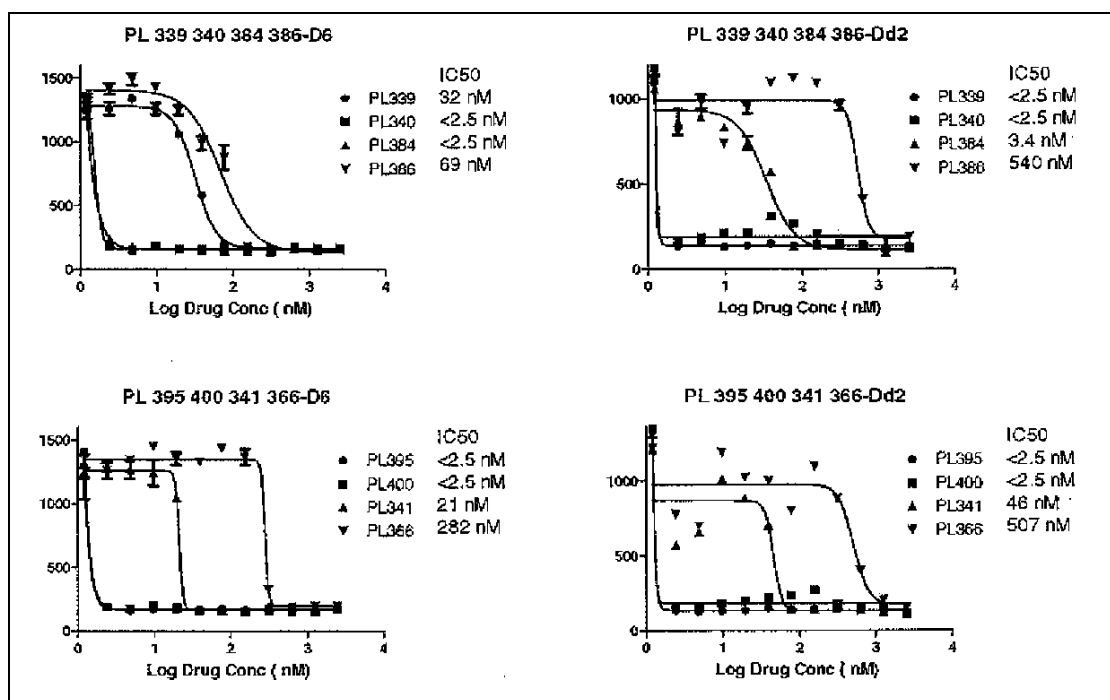 PL 339 340 384 386-D6
1500
1000
500
0
0 1 2 3 4
Log Drug Conc ( nM)
IC50
PL339 32 nM
PL340 <2.5 nM
PL384 <2.5 nM
PL386 69 nM
PL 339 340 384 386-Dd2
1000
500
0
0 1 2 3 4
Log Drug Conc ( nM)
IC50
PL339 <2.5 nM
PL340 <2.5 nM
PL384 3.4 nM
PL386 540 nM
PL 395 400 341 366-D6
1500
1000
500
0
0 1 2 3 4
Log Drug Conc ( nM)
IC50
PL395 <2.5 nM
PL400 <2.5 nM
PL341 21 nM
PL366 282 nM
PL 395 400 341 366-Dd2
1000
500
0
0 1 2 3 4
Log Drug Conc ( nM)
IC50
PL395 <2.5 nM
PL400 <2.5 nM
PL341 46 nM
PL366 507 nM